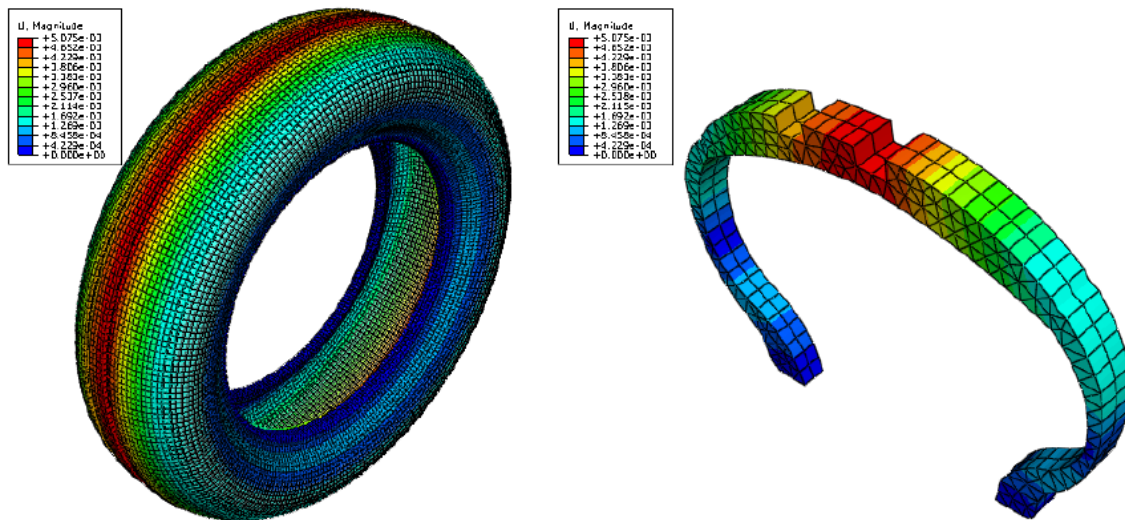 U, Magnitude
+5.075e-03
+4.652e-03
+4.229e-03
+3.806e-03
+3.383e-03
+2.960e-03
+2.537e-03
+2.114e-03
+1.692e-03
+1.269e-03
+8.458e-04
+4.229e-04
+0.000e+00
U, Magnitude
+5.075e-03
+4.652e-03
+4.229e-03
+3.806e-03
+3.383e-03
+2.960e-03
+2.538e-03
+2.115e-03
+1.692e-03
+1.269e-03
+8.458e-04
+4.229e-04
+0.000e+00